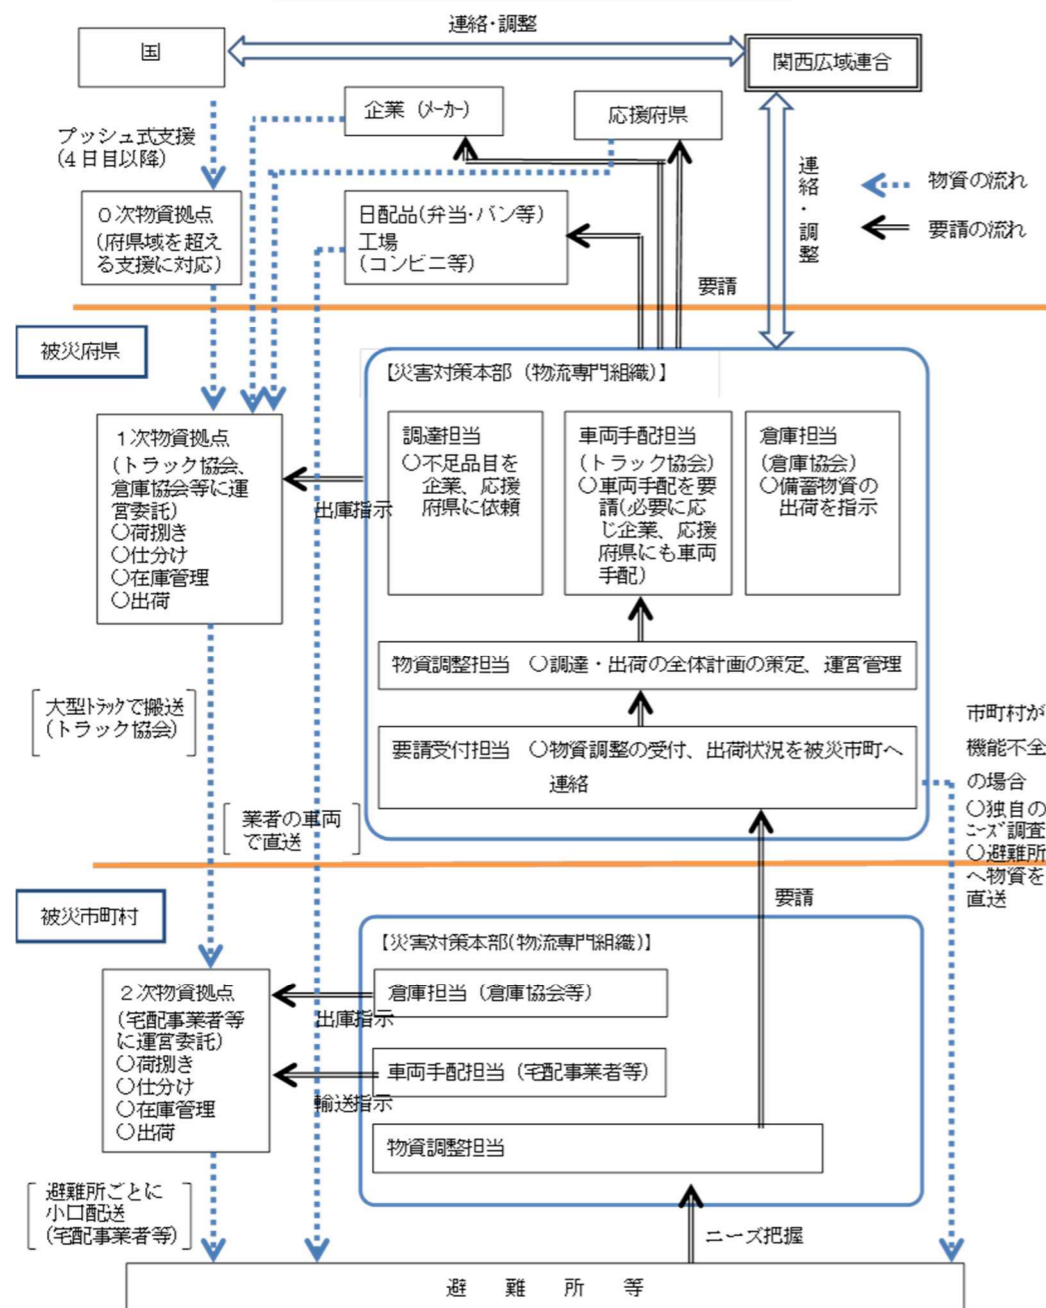 連絡・調整
国
関西広域連合
企業（メーカー）
応援府県
プッシュ式支援
(４日目以降)
連絡・調整
物資の流れ
要請の流れ
０次物資拠点
(府県域を超え
る支援に対応)
日配品(弁当・パン等)
工場
(コンビニ等)
要請
被災府県
【災害対策本部（物流専門組織)】
１次物資拠点
(トラック協会、
倉庫協会等に運
営委託)
○荷捌き
○仕分け
○在庫管理
○出荷
出庫指示
調達担当
○不足品目を
企業、応援
府県に依頼
車両手配担当
(トラック協会)
○車両手配を要
請(必要に応
じ企業、応援
府県にも車両
手配)
倉庫担当
(倉庫協会)
○備蓄物資の
出荷を指示
物資調整担当　○調達・出荷の全体計画の策定、運営管理
要請受付担当　○物資調整の受付、出荷状況を被災市町へ
連絡
大型トラックで搬送
(トラック協会)
業者の車両
で直送
市町村が
機能不全
の場合
○独自の
ニーズ調査
○避難所
へ物資を
直送
要請
被災市町村
【災害対策本部(物流専門組織)】
２次物資拠点
(宅配事業者等
に運営委託)
○荷捌き
○仕分け
○在庫管理
○出荷
倉庫担当（倉庫協会等）
出庫指示
車両手配担当（宅配事業者等）
輸送指示
物資調整担当
避難所ごとに
小口配送
(宅配事業者等)
ニーズ把握
避　難　所　等